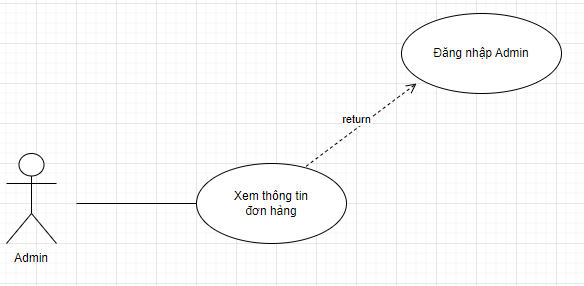 Đăng nhập Admin
return
Xem thông tin
đơn hàng
Admin